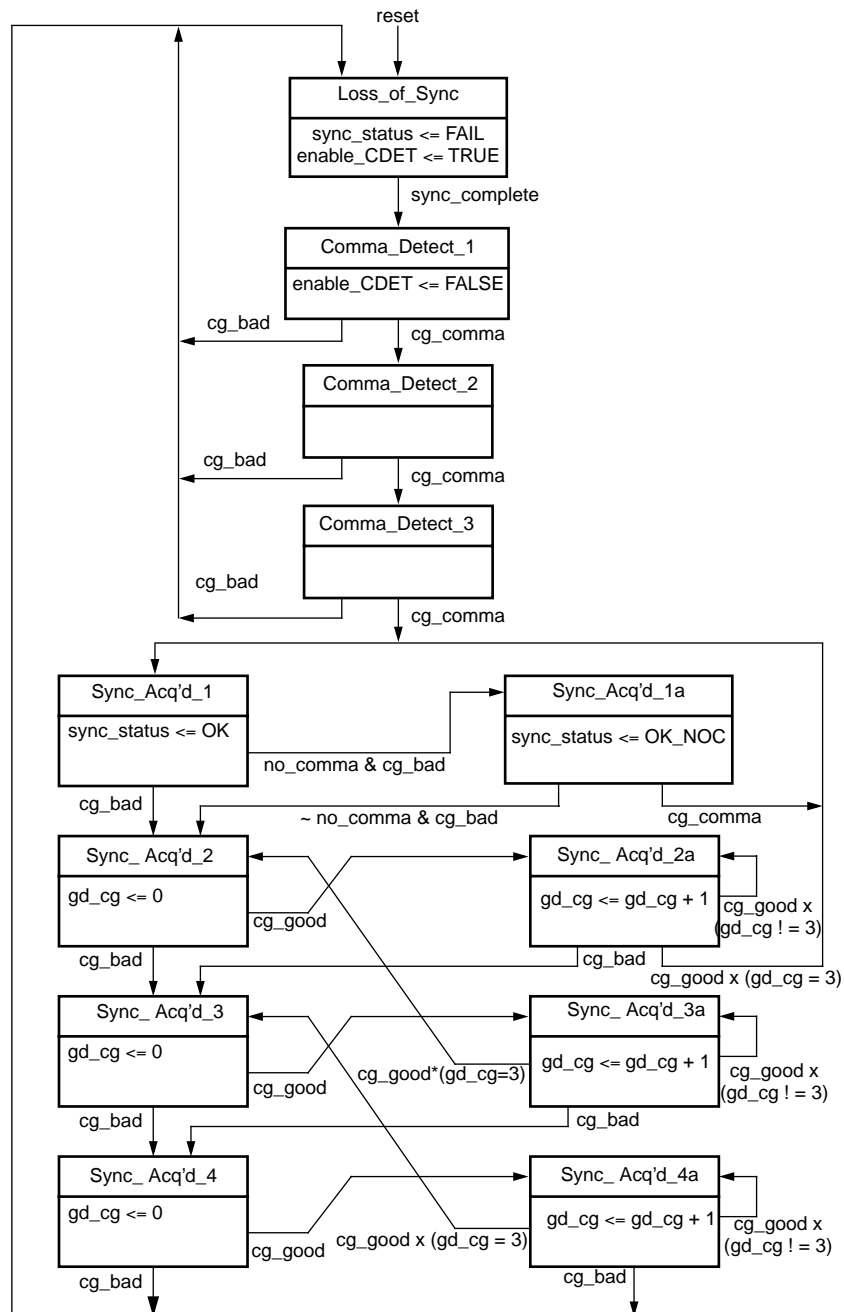 reset
Loss_of_Sync
sync_status <= FAIL
enable_CDET <= TRUE
sync_complete
Comma_Detect_1
enable_CDET <= FALSE
cg_bad
cg_comma
Comma_Detect_2
cg_bad
cg_comma
Comma_Detect_3
cg_bad
cg_comma
Sync_Acq'd_1
sync_status <= OK
Sync_Acq'd_1a
sync_status <= OK_NOC
no_comma & cg_bad
cg_bad
~ no_comma & cg_bad
cg_comma
Sync_ Acq'd_2
gd_cg <= 0
cg_good
Sync_ Acq'd_2a
gd_cg <= gd_cg + 1
cg_good x
(gd_cg ! = 3)
cg_bad
cg_bad
cg_good x (gd_cg = 3)
Sync_ Acq'd_3
gd_cg <= 0
cg_good
cg_good*(gd_cg=3)
Sync_ Acq'd_3a
gd_cg <= gd_cg + 1
cg_good x
(gd_cg ! = 3)
cg_bad
cg_bad
Sync_ Acq'd_4
gd_cg <= 0
cg_good
cg_good x (gd_cg = 3)
Sync_ Acq'd_4a
gd_cg <= gd_cg + 1
cg_good x
(gd_cg ! = 3)
cg_bad
cg_bad